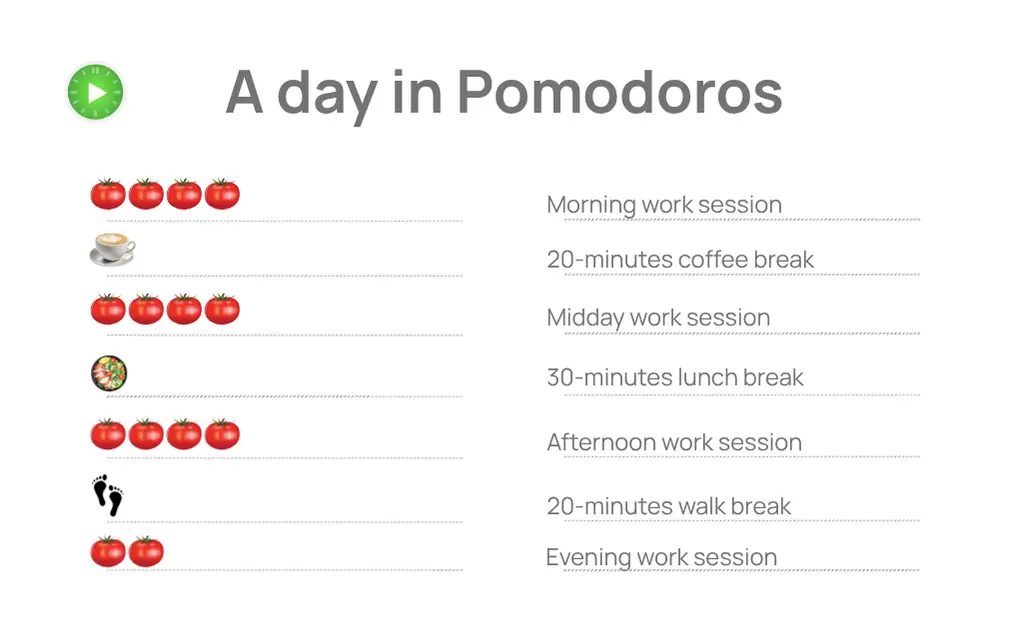 A day in Pomodoros
Morning work session
20-minutes coffee break
Midday work session
30-minutes lunch break
Afternoon work session
20-minutes walk break
Evening work session